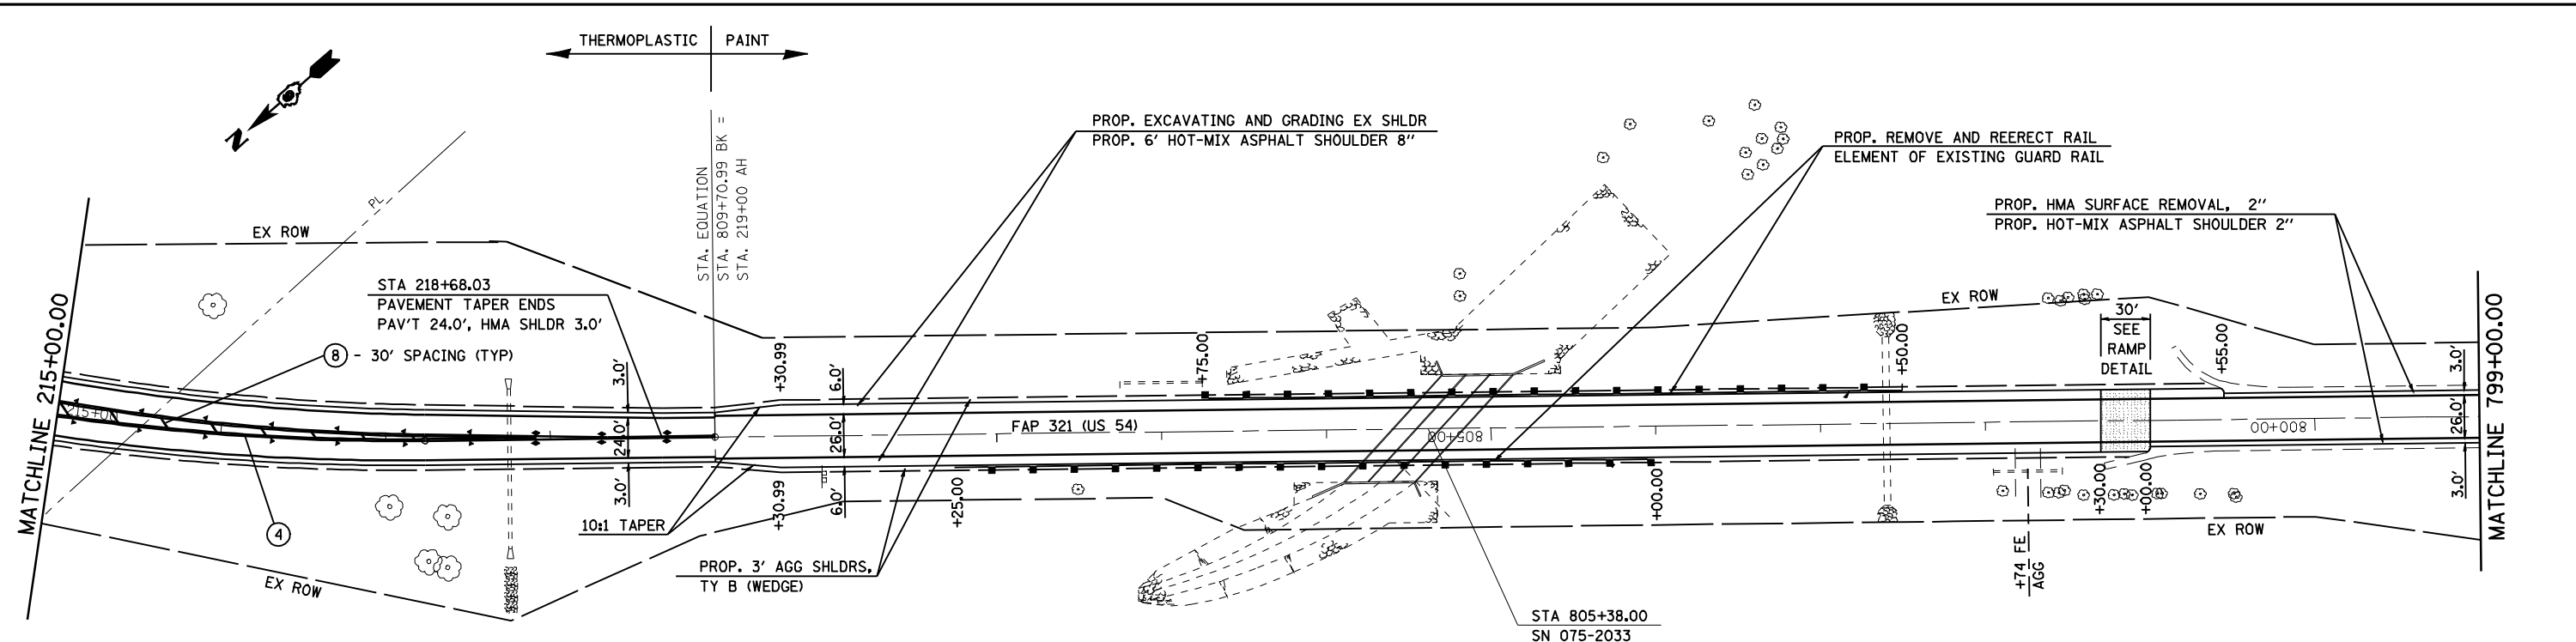 THERMOPLASTIC
PAINT
N
STA. EQUATION
STA. 809+70.99 BK =
STA. 219+00 AH
PROP. EXCAVATING AND GRADING EX SHLDR
PROP. 6' HOT-MIX ASPHALT SHOULDER 8"
PROP. REMOVE AND REERECT RAIL
ELEMENT OF EXISTING GUARD RAIL
PROP. HMA SURFACE REMOVAL, 2"
PROP. HOT-MIX ASPHALT SHOULDER 2"
PL
EX ROW
STA 218+68.03
PAVEMENT TAPER ENDS
PAV'T 24.0', HMA SHLDR 3.0'
8 - 30' SPACING (TYP)
MATCHLINE 215+00.00
215+00
3.0'
24.0'
3.0'
+30.99
6.0'
26.0'
6.0'
+30.99
+75.00
+25.00
FAP 321 (US 54)
805+00
+50.00
EX ROW
30'
SEE
RAMP
DETAIL
+55.00
3.0'
26.0'
3.0'
800+00
MATCHLINE 799+00.00
+00.00
+30.00
+00.00
+74 FE
AGG
EX ROW
4
EX ROW
10:1 TAPER
PROP. 3' AGG SHLDRS,
TY B (WEDGE)
STA 805+38.00
SN 075-2033